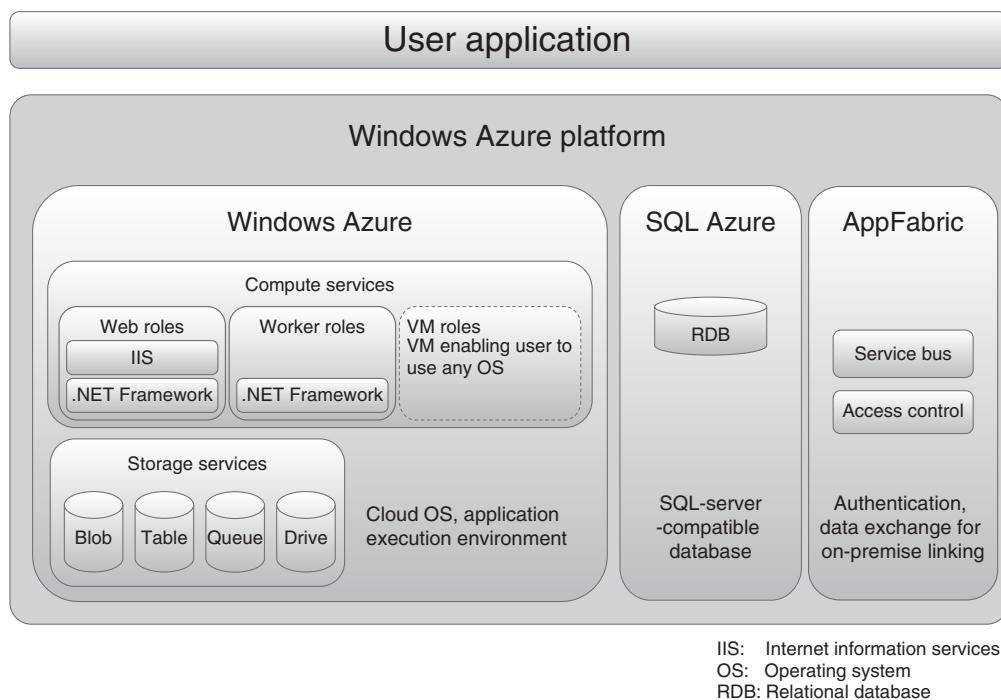 User application
Windows Azure platform
Windows Azure
Compute services
Web roles
IIS
.NET Framework
Worker roles
.NET Framework
VM roles
VM enabling user to
use any OS
Storage services
Blob
Table
Queue
Drive
Cloud OS, application
execution environment
SQL Azure
RDB
SQL-server
-compatible
database
AppFabric
Service bus
Access control
Authentication,
data exchange for
on-premise linking
IIS: Internet information services
OS: Operating system
RDB: Relational database